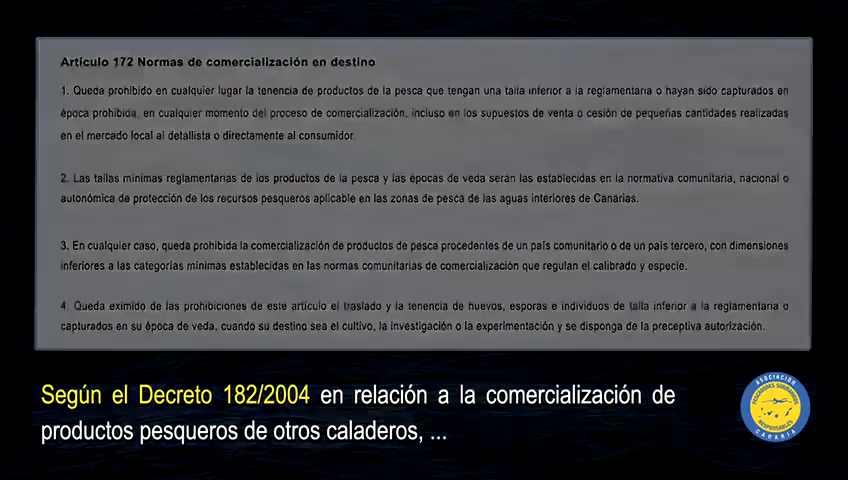 Artículo 172 Normas de comercialización en destino
1. Queda prohibido en cualquier lugar la tenencia de productos de la pesca que tengan una talla inferior a la reglamentaria o hayan sido capturados en
época prohibida, en cualquier momento del proceso de comercialización, incluso en los supuestos de venta o cesión de pequeñas cantidades realizadas
en el mercado local al detallista o directamente al consumidor.
2. Las tallas mínimas reglamentarias de los productos de la pesca y las épocas de veda serán las establecidas en la normativa comunitaria, nacional o
autonómica de protección de los recursos pesqueros aplicable en las zonas de pesca de las aguas interiores de Canarias.
3. En cualquier caso, queda prohibida la comercialización de productos de pesca procedentes de un país comunitario o de un país tercero, con dimensiones
inferiores a las categorías mínimas establecidas en las normas comunitarias de comercialización que regulan el calibrado y especie.
4. Queda eximido de las prohibiciones de este artículo el traslado y la tenencia de huevos, esporas e individuos de talla inferior a la reglamentaria o
capturados en su época de veda, cuando su destino sea el cultivo, la investigación o la experimentación y se disponga de la preceptiva autorización.
Según el Decreto 182/2004 en relación a la comercialización de
productos pesqueros de otros caladeros, ...
ASOCIACIÓN
PESCADORES SUBMARINOS
RESPONSABLES
CANARIA